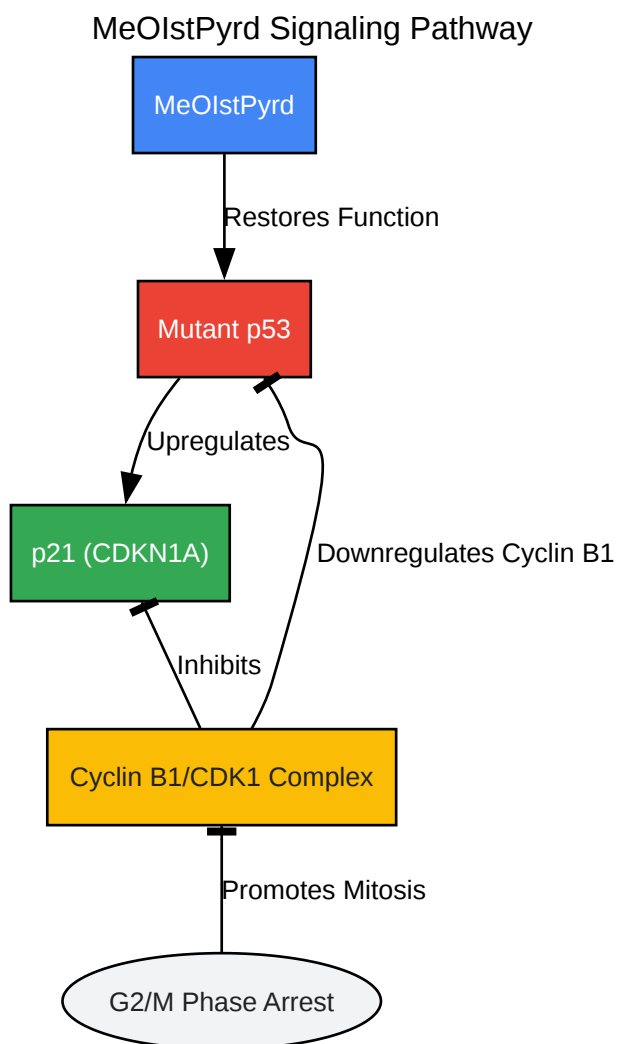 MeOIstPyrd Signaling Pathway
MeOIstPyrd
Restores Function
Mutant p53
Upregulates
p21 (CDKN1A)
Downregulates Cyclin B1
Inhibits
Cyclin B1/CDK1 Complex
Promotes Mitosis
G2/M Phase Arrest